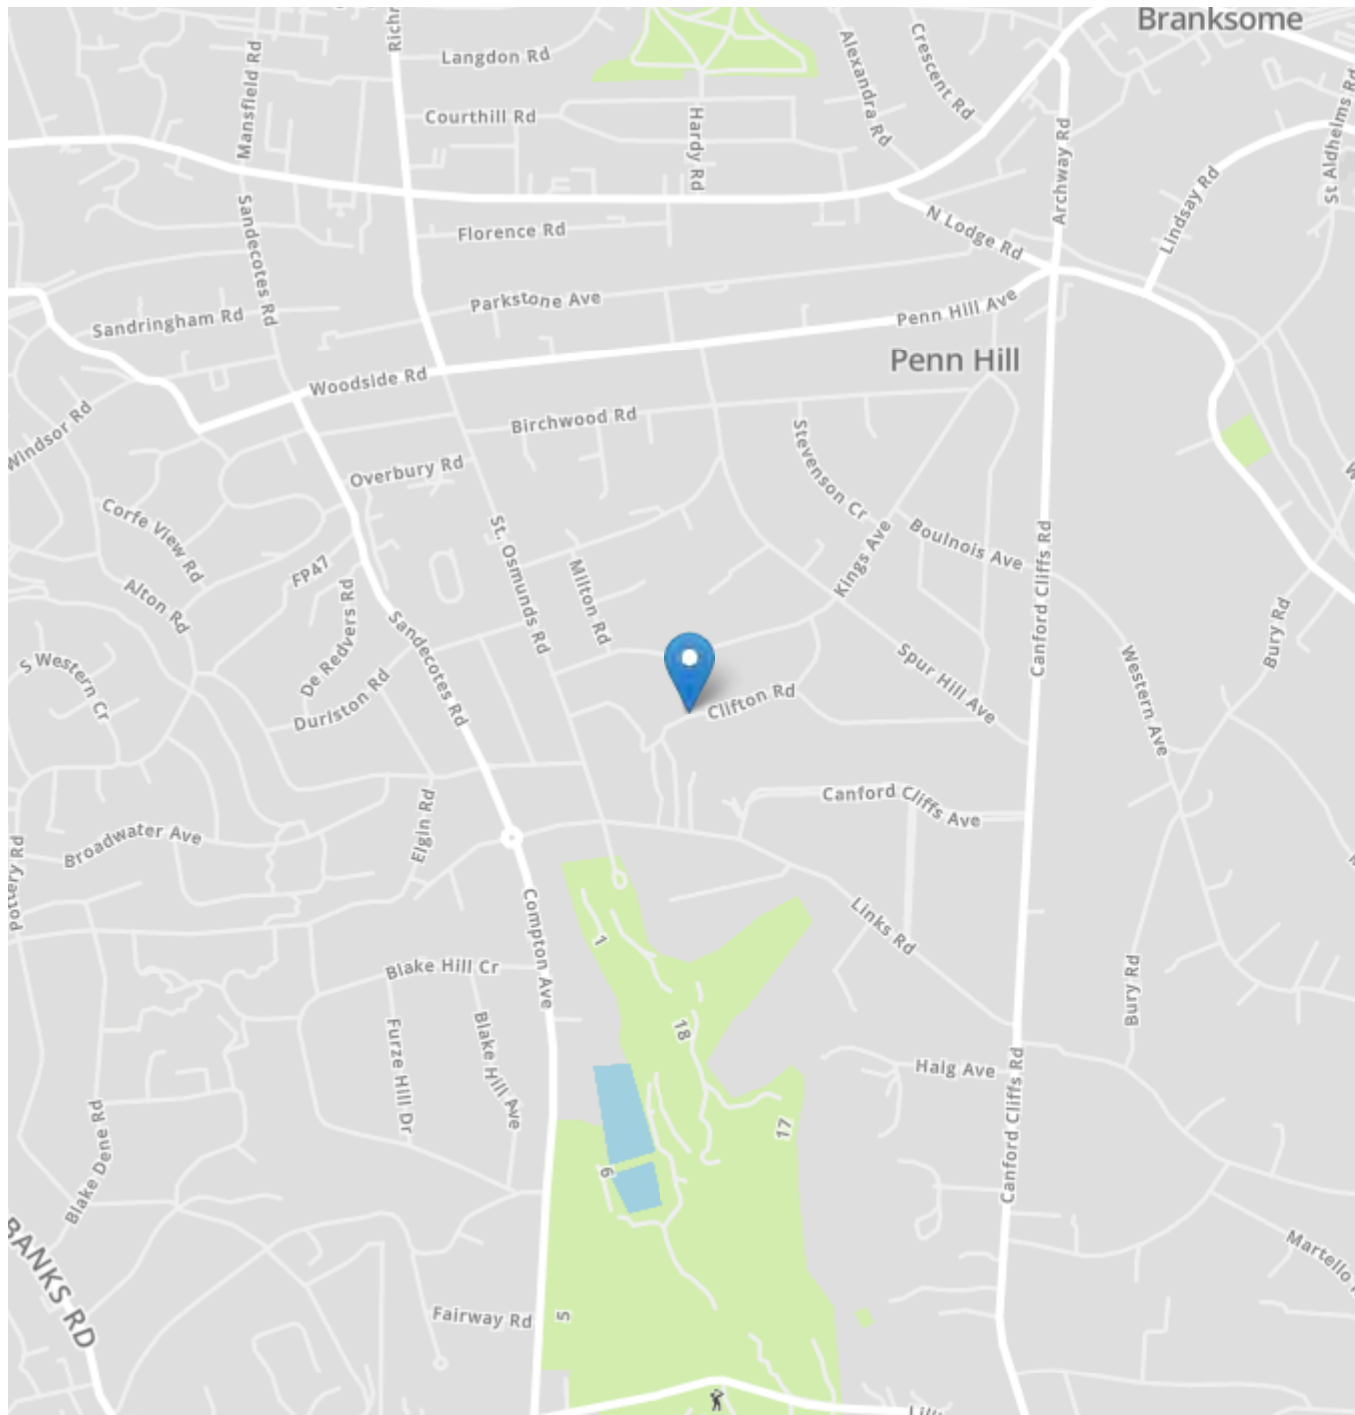 Branksome
Richr
Langdon Rd
Mansfield Rd
Alexandra Rd
Crescent Rd
Courthill Rd
Hardy Rd
Archway Rd
St Aldhelms Rd
Lindsay Rd
Sandecotes Rd
Florence Rd
N Lodge Rd
Parkstone Ave
Penn Hill Ave
Sandringham Rd
Penn Hill
Woodside Rd
Windsor Rd
Birchwood Rd
Stevenson Cr
Overbury Rd
Corfe View Rd
St. Osmunds Rd
Kings Ave
Boulnois Ave
Canford Cliffs Rd
FP47
Milton Rd
Alton Rd
De Redvers Rd
Sandecotes Rd
Bury Rd
S Western Cr
Spur Hill Ave
Western Ave
Clifton Rd
Durlston Rd
Canford Cliffs Ave
Elgin Rd
Broadwater Ave
Pottery Rd
Compton Ave
Links Rd
1
Blake Hill Cr
Bury Rd
18
Furze Hill Dr
Blake Hill Ave
Haig Ave
Canford Cliffs Rd
17
Blake Dene Rd
6
BANKS RD
Martello
Fairway Rd
5